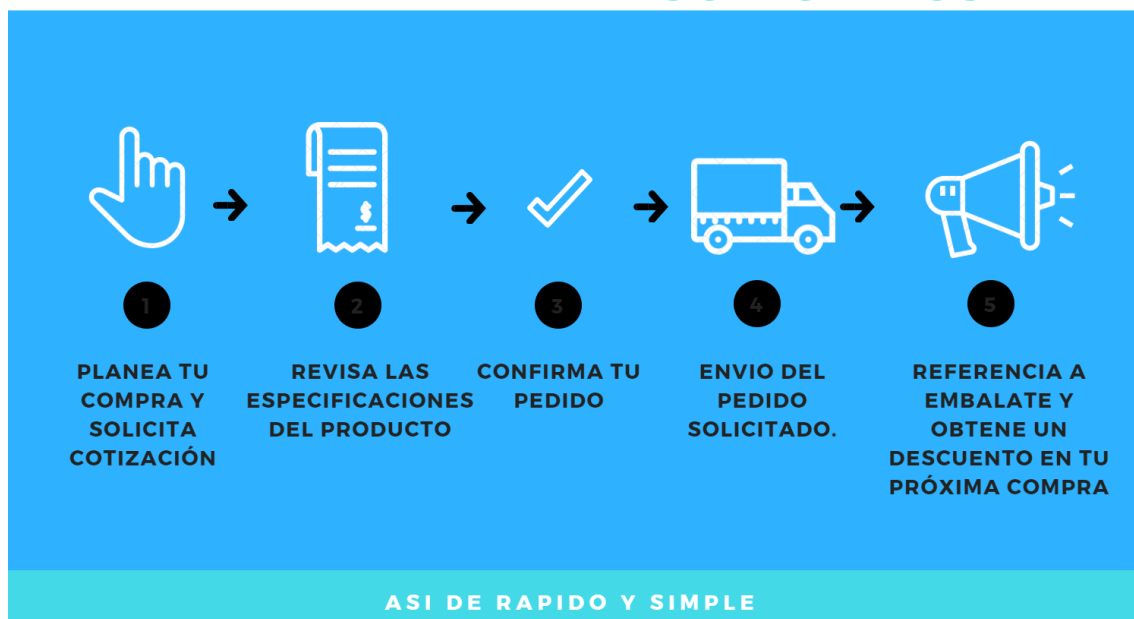 1
2
3
4
5
PLANEA TU
COMPRA Y
SOLICITA
COTIZACIÓN
REVISA LAS
ESPECIFICACIONES
DEL PRODUCTO
CONFIRMA TU
PEDIDO
ENVIO DEL
PEDIDO
SOLICITADO.
REFERENCIA A
EMBALATE Y
OBTENE UN
DESCUENTO EN TU
PRÓXIMA COMPRA
ASI DE RAPIDO Y SIMPLE